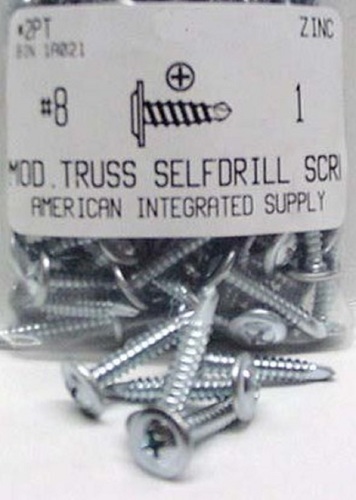 #2PT ZINC
BIN 1A021
#8 1
MOD.TRUSS SELFDRILL SCR
AMERICAN INTEGRATED SUPPLY